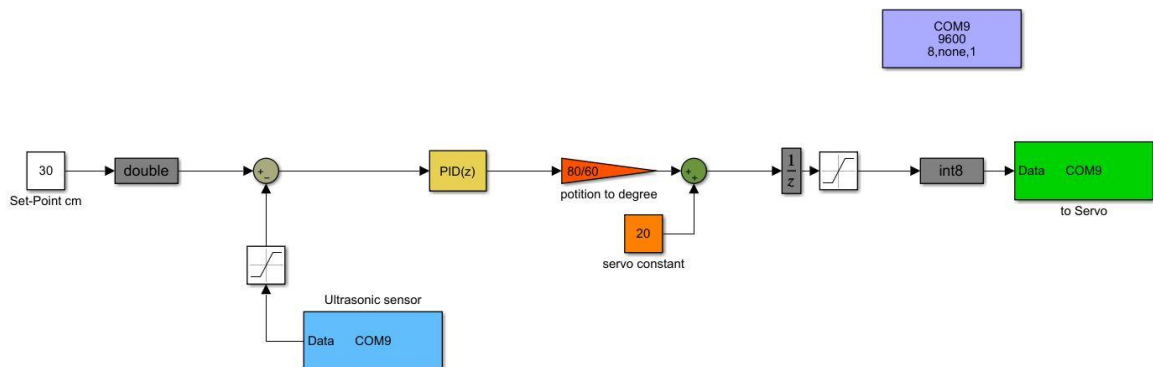 COM9
9600
8,none,1
30
double
+
−
PID(z)
80/60
+
+
1
z
int8
Data COM9
Set-Point cm
potition to degree
to Servo
20
servo constant
Ultrasonic sensor
Data COM9